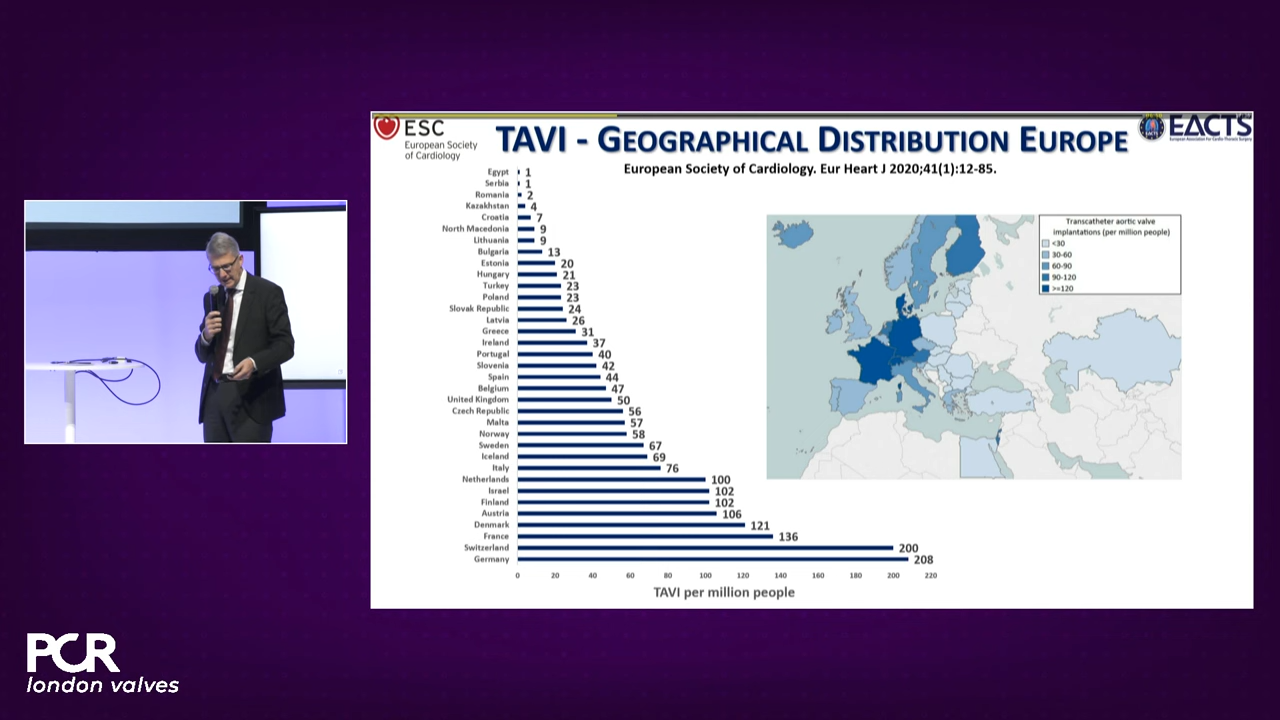 ESC
European Society
of Cardiology
TAVI - GEOGRAPHICAL DISTRIBUTION EUROPE
EACTS
European Association For Cardio-Thoracic Surgery
European Society of Cardiology. Eur Heart J 2020;41(1):12-85.
Egypt 1
Serbia 1
Romania 2
Kazakhstan 4
Croatia 7
North Macedonia 9
Lithuania 9
Bulgaria 13
Estonia 20
Hungary 21
Turkey 23
Poland 23
Slovak Republic 24
Latvia 26
Greece 31
Ireland 37
Portugal 40
Slovenia 42
Spain 44
Belgium 47
United Kingdom 50
Czech Republic 56
Malta 57
Norway 58
Sweden 67
Iceland 69
Italy 76
Netherlands 100
Israel 102
Finland 102
Austria 106
Denmark 121
France 136
Switzerland 200
Germany 208
0 20 40 60 80 100 120 140 160 180 200 220
TAVI per million people
Transcatheter aortic valve
implantations (per million people)
<30
30-60
60-90
90-120
>=120
PCR
london valves